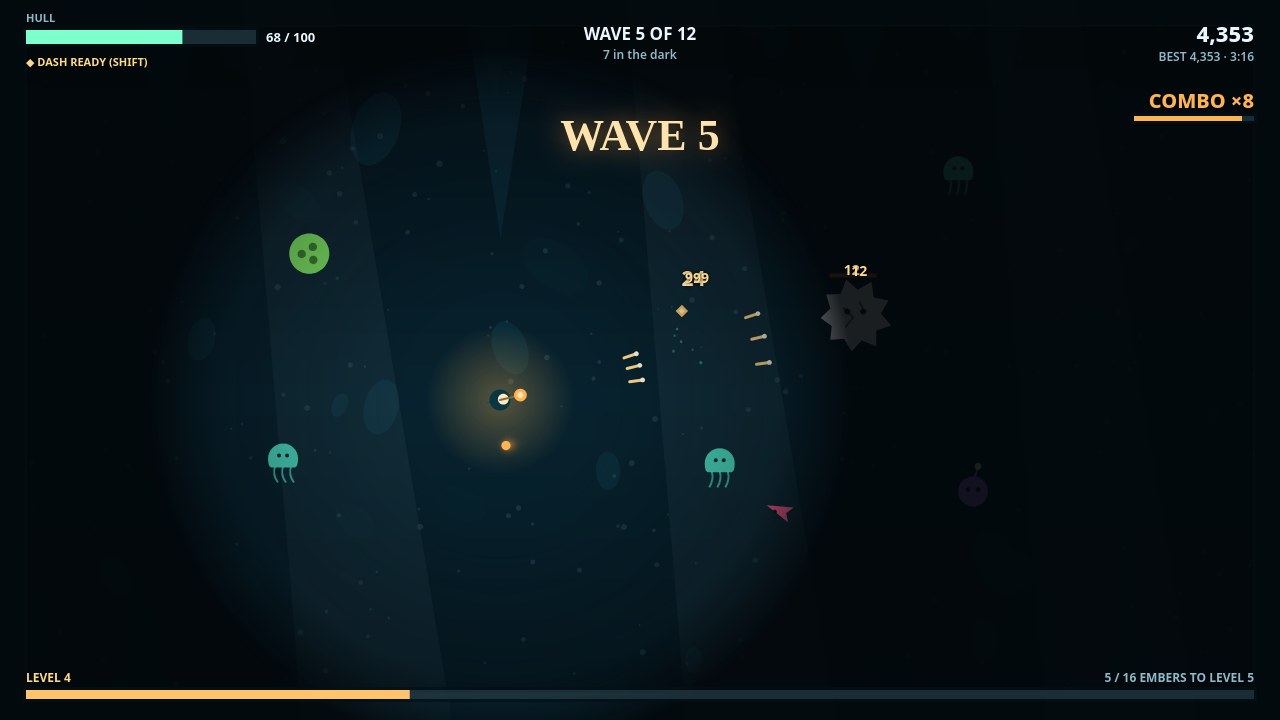 HULL
68 / 100
◆ DASH READY (SHIFT)
WAVE 5 OF 12
7 in the dark
4,353
BEST 4,353 · 3:16
COMBO ×8
WAVE 5
LEVEL 4
5 / 16 EMBERS TO LEVEL 5